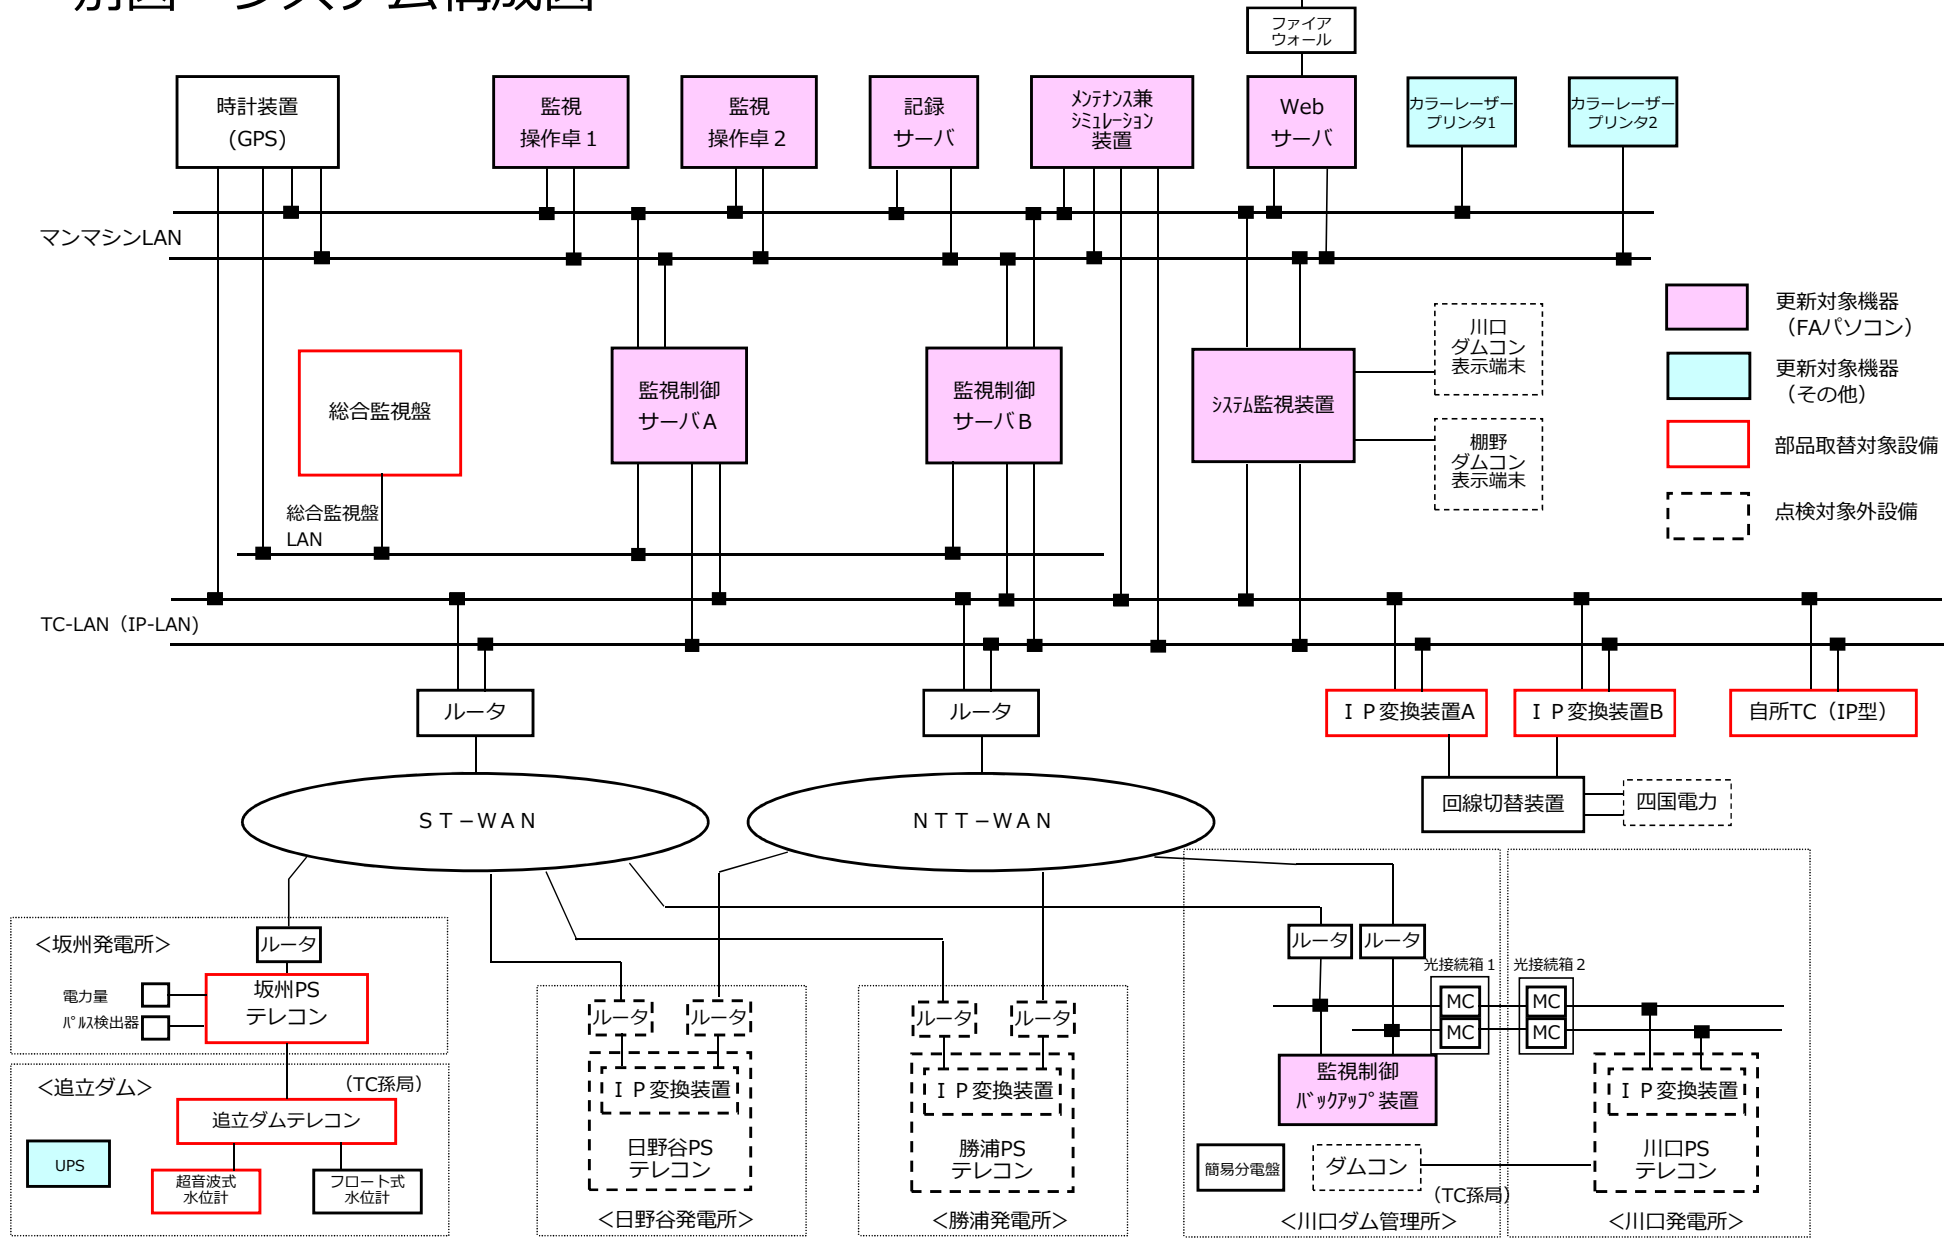 別図 システム構成図
ファイア
ウォール
時計装置
(GPS)
監視
操作卓１
監視
操作卓２
記録
サーバ
ﾒﾝﾃﾅﾝｽ兼
ｼﾐｭﾚｰｼｮﾝ
装置
Web
サーバ
カラーレーザー
プリンタ1
カラーレーザー
プリンタ2
マンマシンLAN
更新対象機器
（FAパソコン）
更新対象機器
（その他）
部品取替対象設備
点検対象外設備
総合監視盤
監視制御
サーバＡ
監視制御
サーバＢ
ｼｽﾃﾑ監視装置
川口
ダムコン
表示端末
棚野
ダムコン
表示端末
総合監視盤
LAN
TC-LAN（IP-LAN)
ルータ
ルータ
ＩＰ変換装置A
ＩＰ変換装置B
自所TC（IP型）
回線切替装置
四国電力
ＳＴ－ＷＡＮ
ＮＴＴ－ＷＡＮ
＜坂州発電所＞
ルータ
電力量
ﾊﾟﾙｽ検出器
坂州PS
テレコン
＜追立ダム＞
（TC孫局）
追立ダムテレコン
UPS
超音波式
水位計
フロート式
水位計
ルータ
ルータ
ＩＰ変換装置
日野谷PS
テレコン
＜日野谷発電所＞
ルータ
ルータ
ＩＰ変換装置
勝浦PS
テレコン
＜勝浦発電所＞
ルータ
ルータ
光接続箱１
光接続箱２
MC
MC
MC
MC
監視制御
ﾊﾞｯｸｱｯﾌﾟ装置
簡易分電盤
ダムコン
（TC孫局）
＜川口ダム管理所＞
ＩＰ変換装置
川口PS
テレコン
＜川口発電所＞